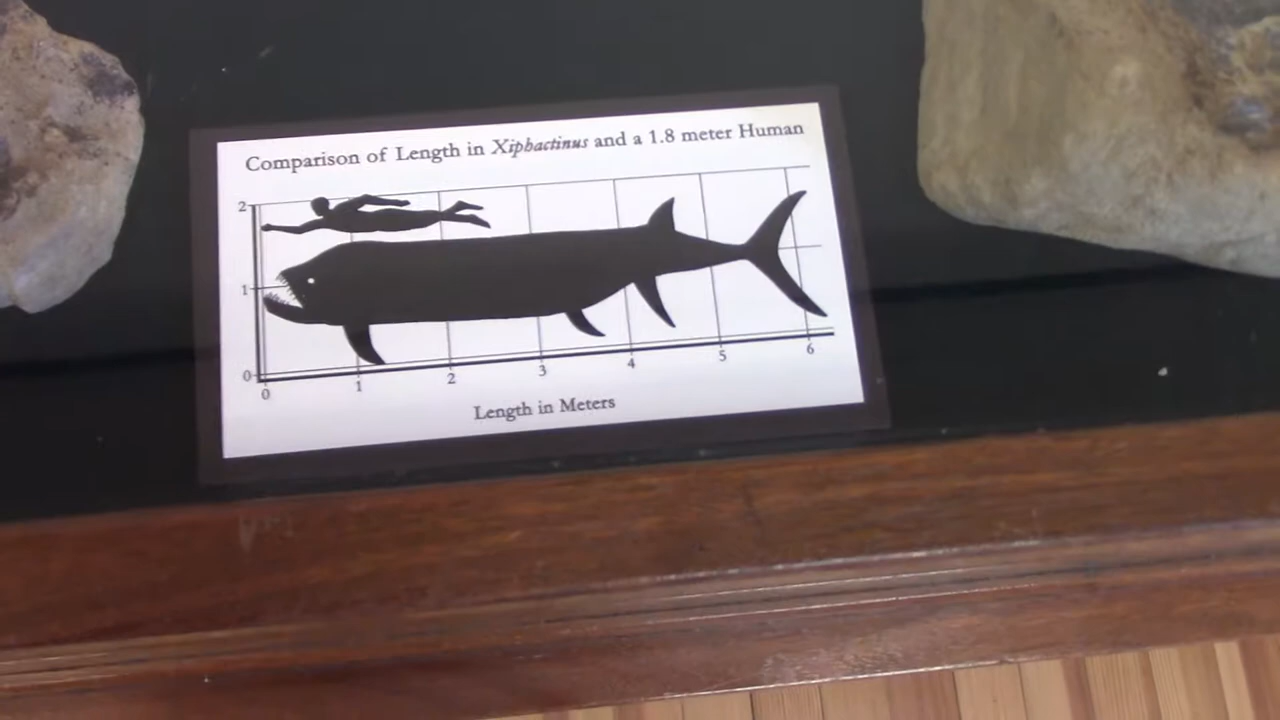 Comparison of Length in Xiphactinus and a 1.8 meter Human
2
1
0
0 1 2 3 4 5 6
Length in Meters